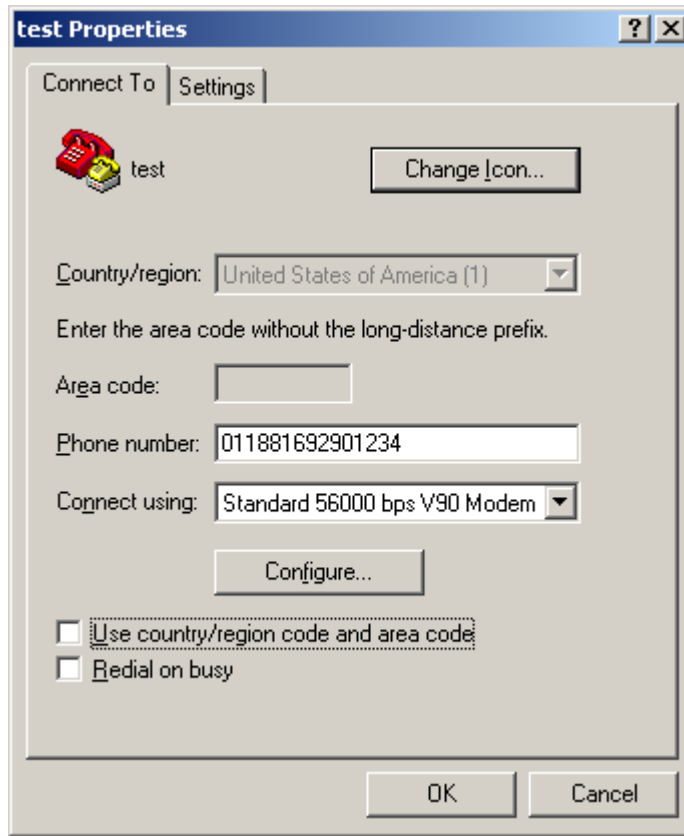 test Properties
Connect To Settings
test Change Icon...
Country/region: United States of America (1)
Enter the area code without the long-distance prefix.
Area code:
Phone number: 011881692901234
Connect using: Standard 56000 bps V90 Modem
Configure...
Use country/region code and area code
Redial on busy
OK Cancel